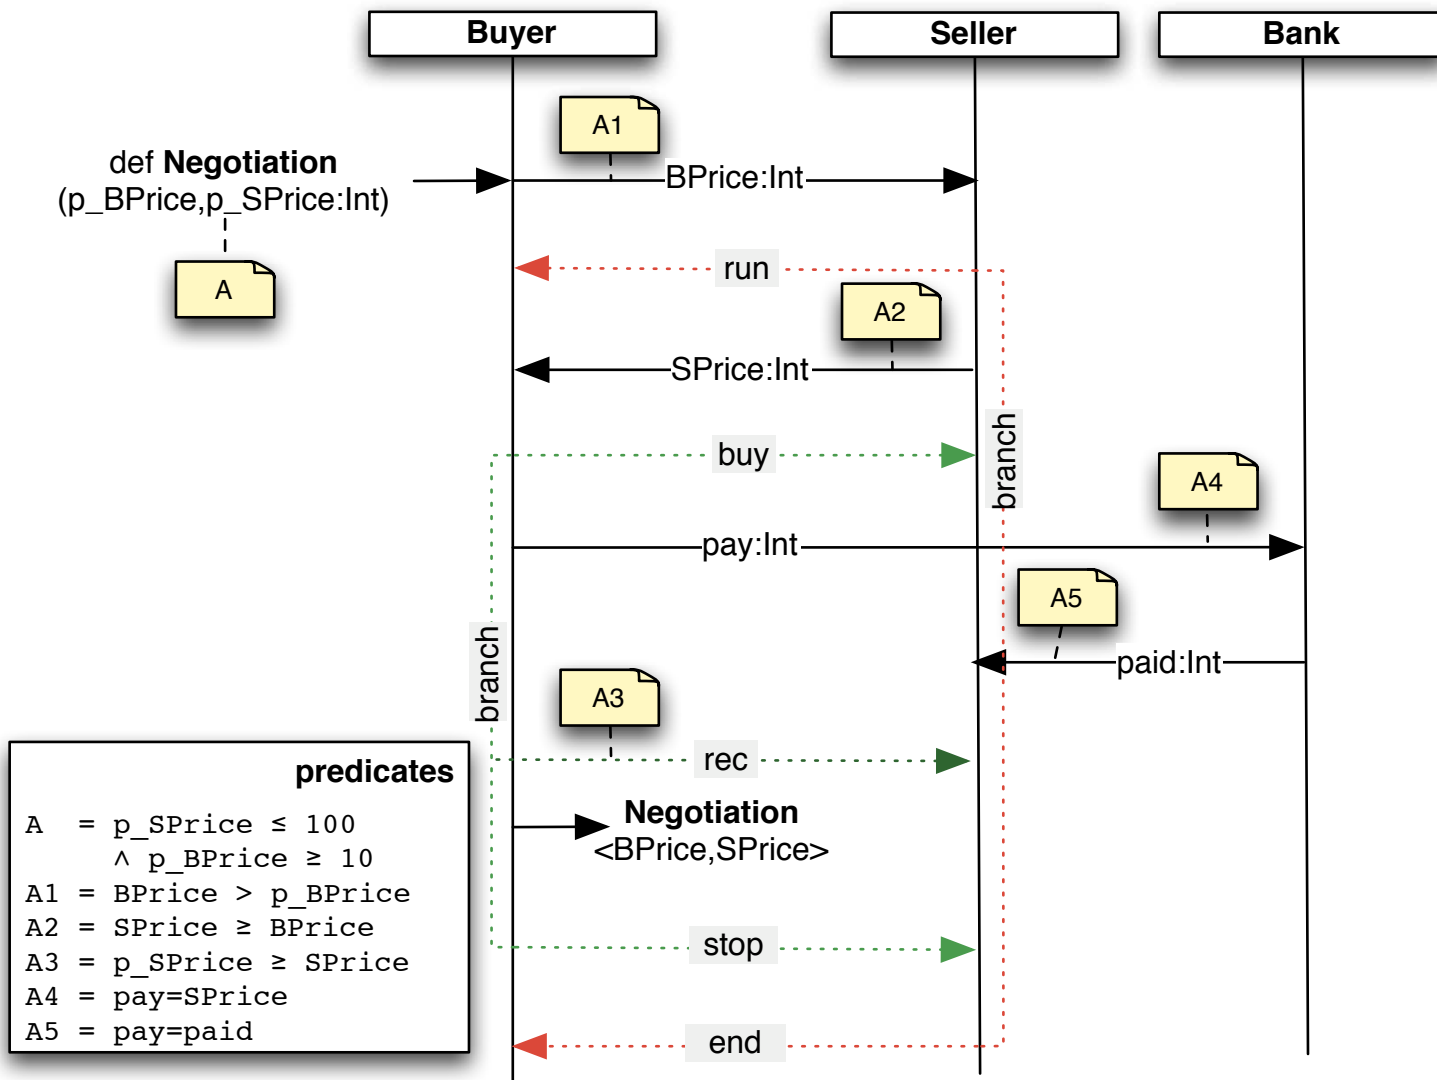 Buyer
Seller
Bank
A1
def Negotiation
(p_BPrice,p_SPrice:Int)
BPrice:Int
A
run
A2
SPrice:Int
buy
branch
A4
pay:Int
A5
branch
paid:Int
A3
rec
Negotiation
<BPrice,SPrice>
stop
end
predicates
A = p_SPrice ≤ 100
∧ p_BPrice ≥ 10
A1 = BPrice > p_BPrice
A2 = SPrice ≥ BPrice
A3 = p_SPrice ≥ SPrice
A4 = pay=SPrice
A5 = pay=paid